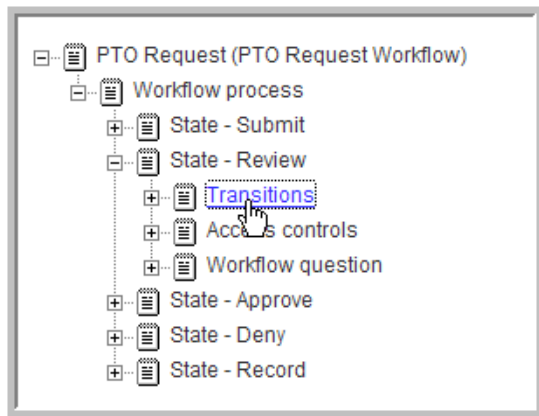 PTO Request (PTO Request Workflow)
Workflow process
State - Submit
State - Review
Transitions
Access controls
Workflow question
State - Approve
State - Deny
State - Record